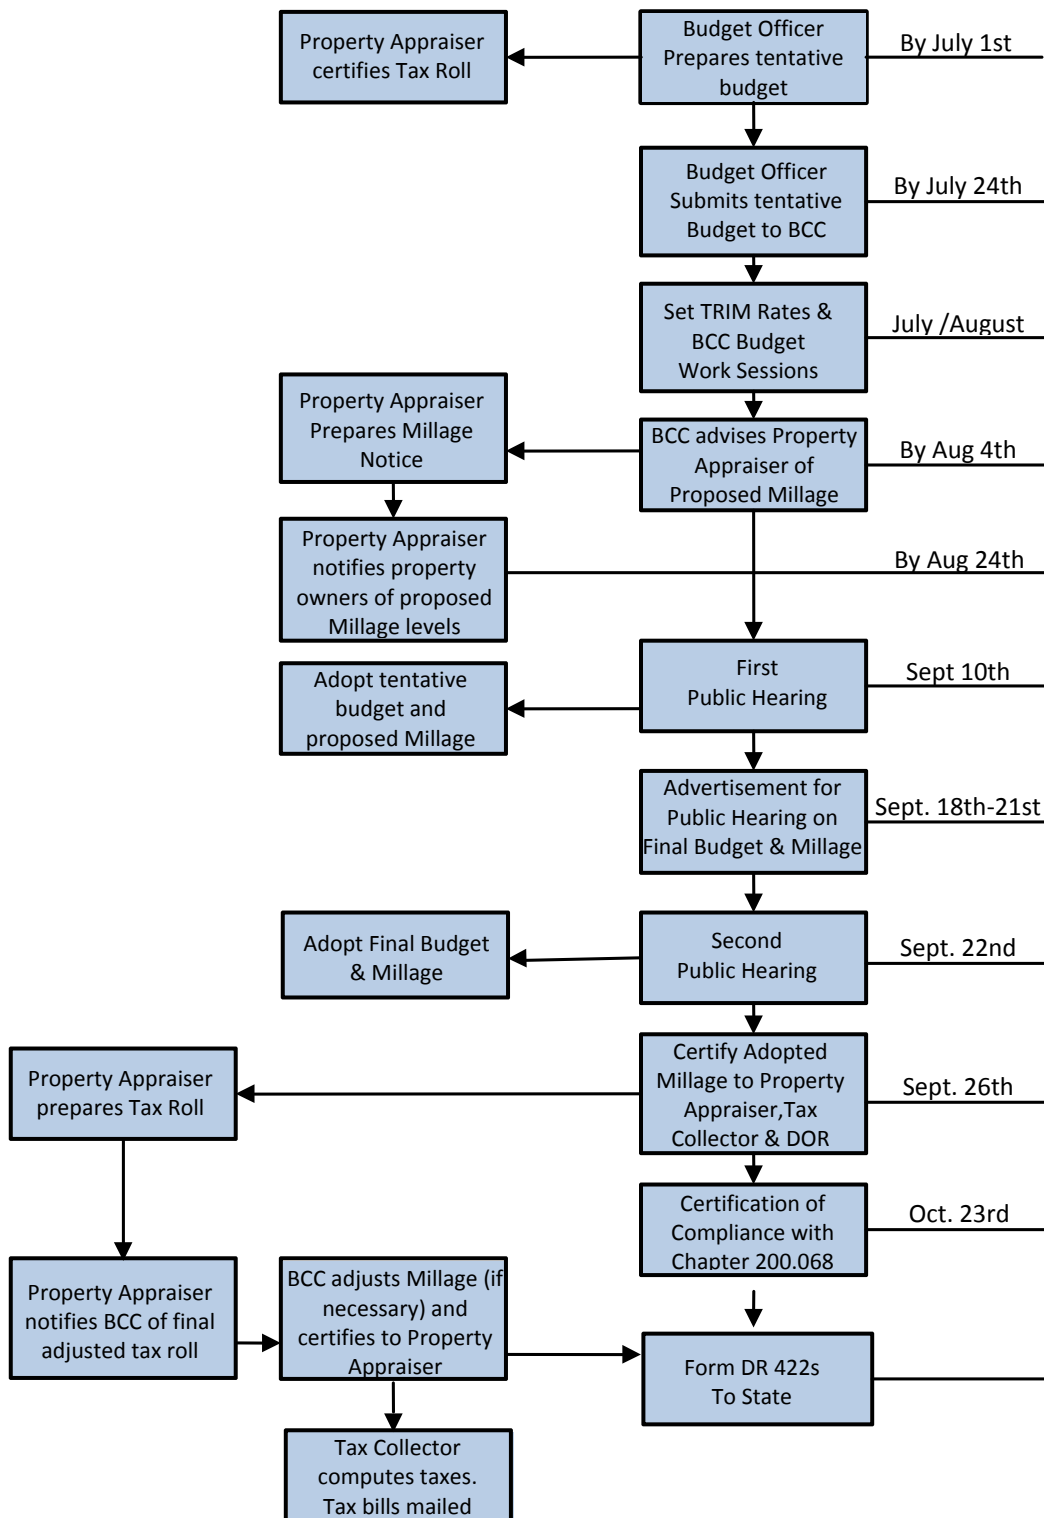 Property Appraiser
certifies Tax Roll
Budget Officer
Prepares tentative
budget
By July 1st
Budget Officer
Submits tentative
Budget to BCC
By July 24th
Set TRIM Rates &
BCC Budget
Work Sessions
July /August
Property Appraiser
Prepares Millage
Notice
BCC advises Property
Appraiser of
Proposed Millage
By Aug 4th
Property Appraiser
notifies property
owners of proposed
Millage levels
By Aug 24th
First
Public Hearing
Sept 10th
Adopt tentative
budget and
proposed Millage
Advertisement for
Public Hearing on
Final Budget & Millage
Sept. 18th-21st
Adopt Final Budget
& Millage
Second
Public Hearing
Sept. 22nd
Property Appraiser
prepares Tax Roll
Certify Adopted
Millage to Property
Appraiser,Tax
Collector & DOR
Sept. 26th
Certification of
Compliance with
Chapter 200.068
Oct. 23rd
Property Appraiser
notifies BCC of final
adjusted tax roll
BCC adjusts Millage (if
necessary) and
certifies to Property
Appraiser
Form DR 422s
To State
Tax Collector
computes taxes.
Tax bills mailed